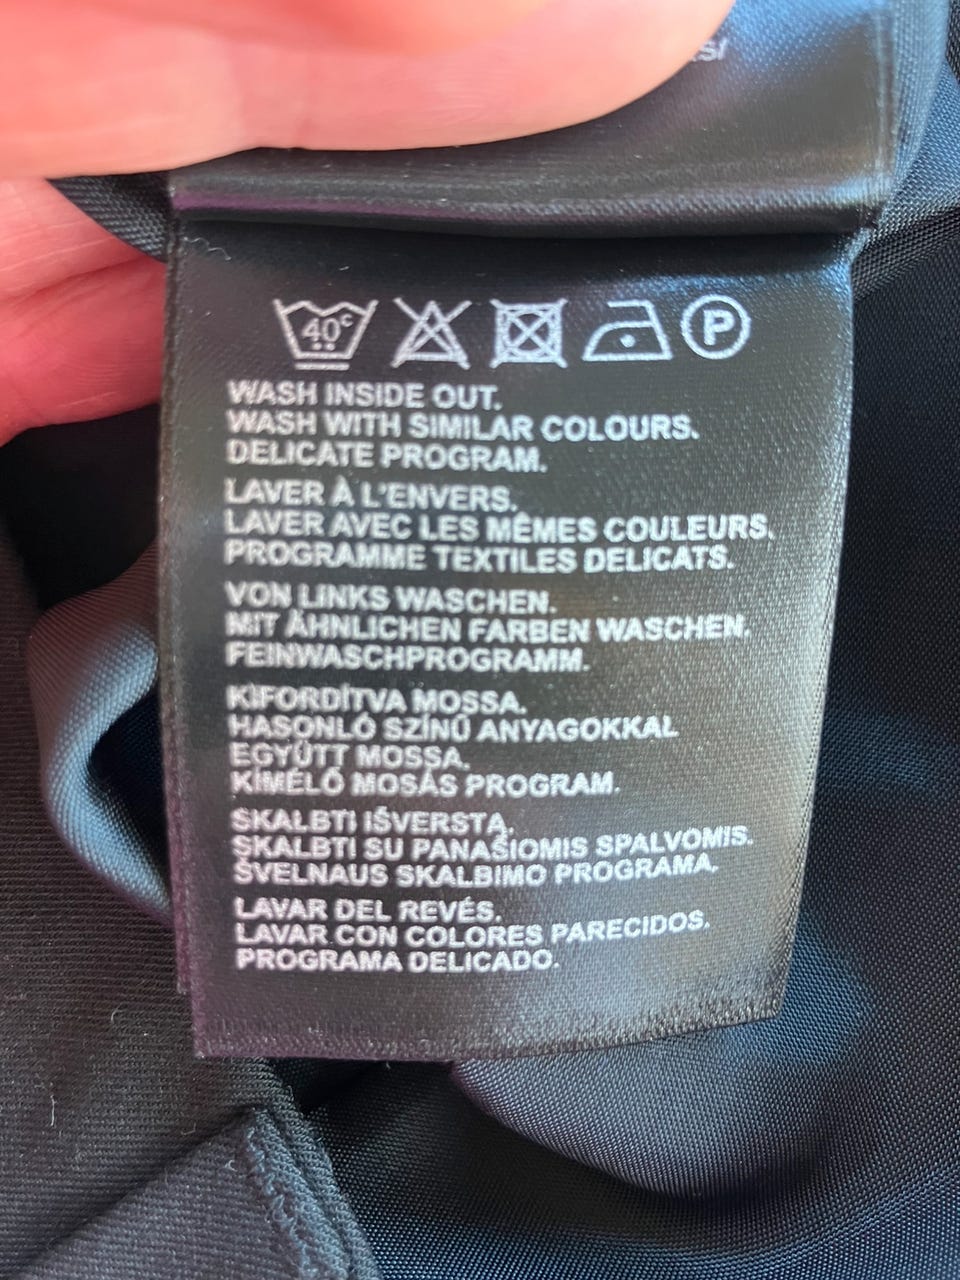 40°C
P
WASH INSIDE OUT.
WASH WITH SIMILAR COLOURS.
DELICATE PROGRAM.
LAVER À L'ENVERS.
LAVER AVEC LES MÊMES COULEURS.
PROGRAMME TEXTILES DELICATS.
VON LINKS WASCHEN.
MIT ÄHNLICHEN FARBEN WASCHEN.
FEINWASCHPROGRAMM.
KIFORDÍTVA MOSSA.
HASONLÓ SZÍNŰ ANYAGOKKAL
EGYÜTT MOSSA.
KÍMÉLŐ MOSÁS PROGRAM.
SKALBTI IŠVERSTĄ.
SKALBTI SU PANAŠIOMIS SPALVOMIS.
ŠVELNAUS SKALBIMO PROGRAMA.
LAVAR DEL REVÉS.
LAVAR CON COLORES PARECIDOS.
PROGRAMA DELICADO.